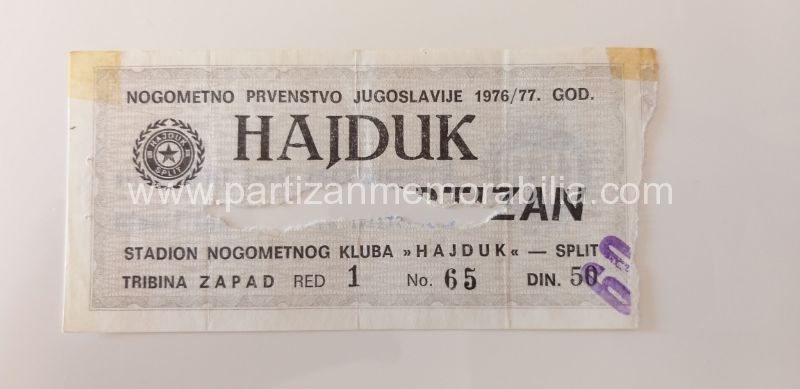 NOGOMETNO PRVENSTVO JUGOSLAVIJE 1976/77. GOD.
HAJDUK
SPLIT
HAJDUK
www.partizanmemorabilia.com
STADION NOGOMETNOG KLUBA »HAJDUK« — SPLIT
TRIBINA ZAPAD RED 1 No. 65 DIN. 50